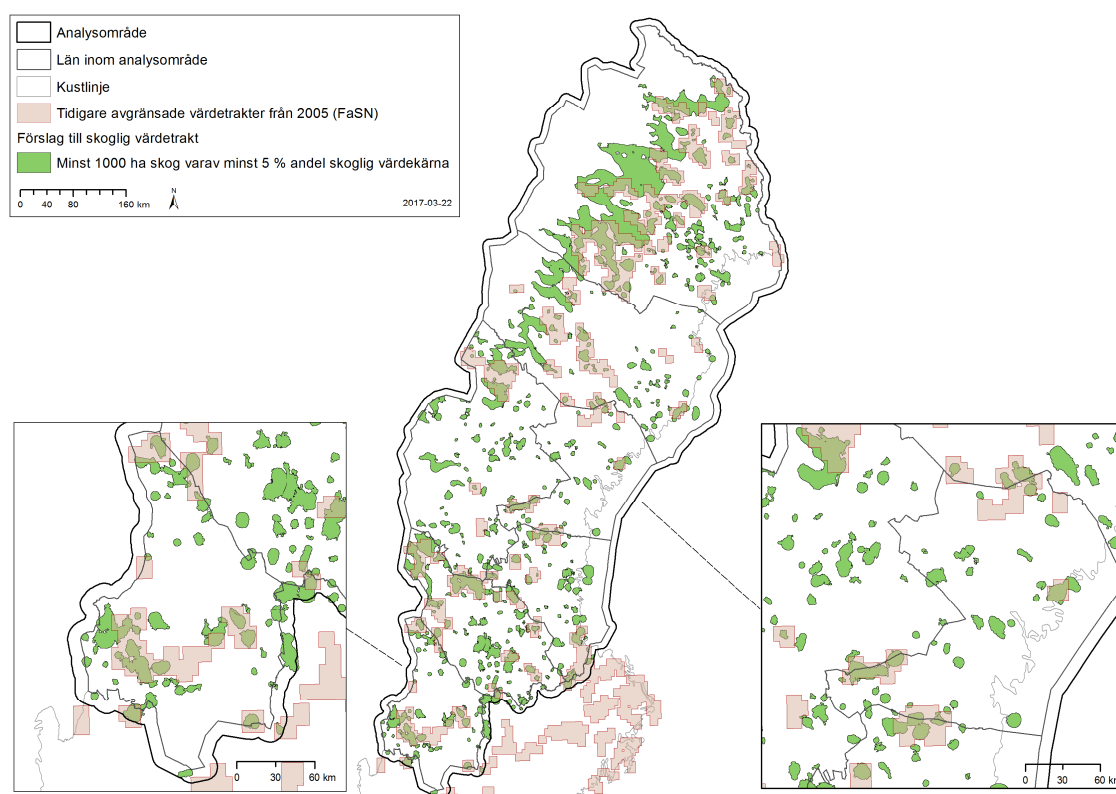 Analysområde
Län inom analysområde
Kustlinje
Tidigare avgränsade värdetrakter från 2005 (FaSN)
Förslag till skoglig värdetrakt
Minst 1000 ha skog varav minst 5 % andel skoglig värdekärna
0 40 80 160 km
N
2017-03-22
0 30 60 km
0 30 60 km